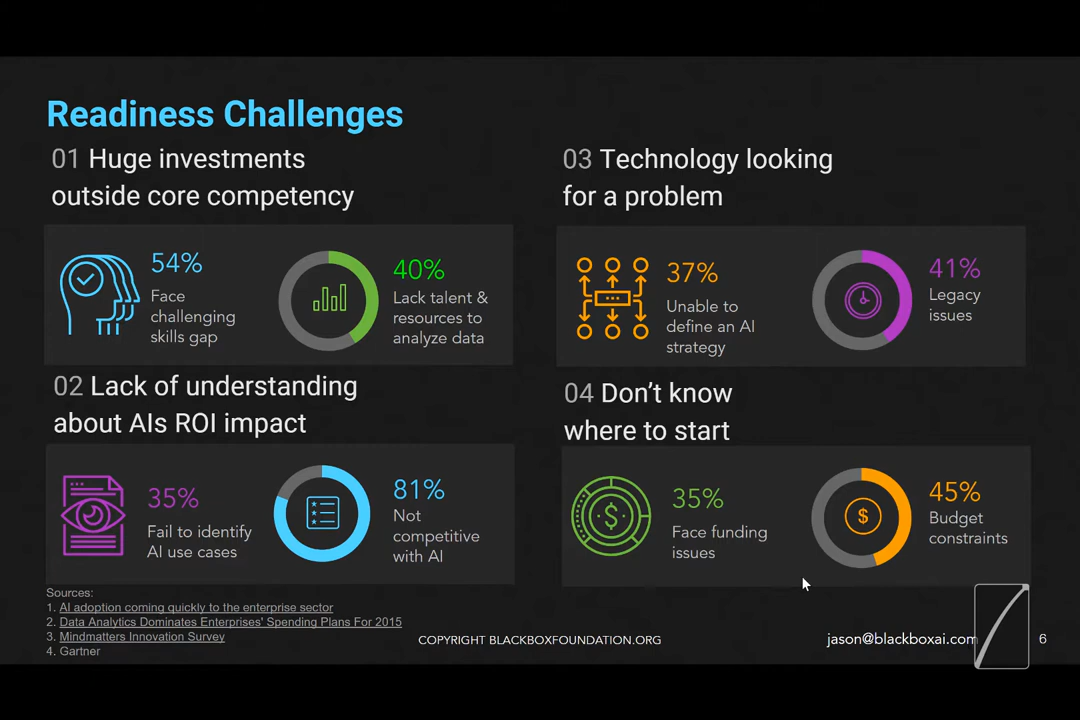 Readiness Challenges
01 Huge investments
outside core competency
54%
Face
challenging
skills gap
40%
Lack talent &
resources to
analyze data
02 Lack of understanding
about AIs ROI impact
35%
Fail to identify
AI use cases
81%
Not
competitive
with AI
03 Technology looking
for a problem
37%
Unable to
define an AI
strategy
41%
Legacy
issues
04 Don’t know
where to start
$
35%
Face funding
issues
$
45%
Budget
constraints
Sources:
1. AI adoption coming quickly to the enterprise sector
2. Data Analytics Dominates Enterprises' Spending Plans For 2015
3. Mindmatters Innovation Survey
4. Gartner
COPYRIGHT BLACKBOXFOUNDATION.ORG
jason@blackboxai.com
6